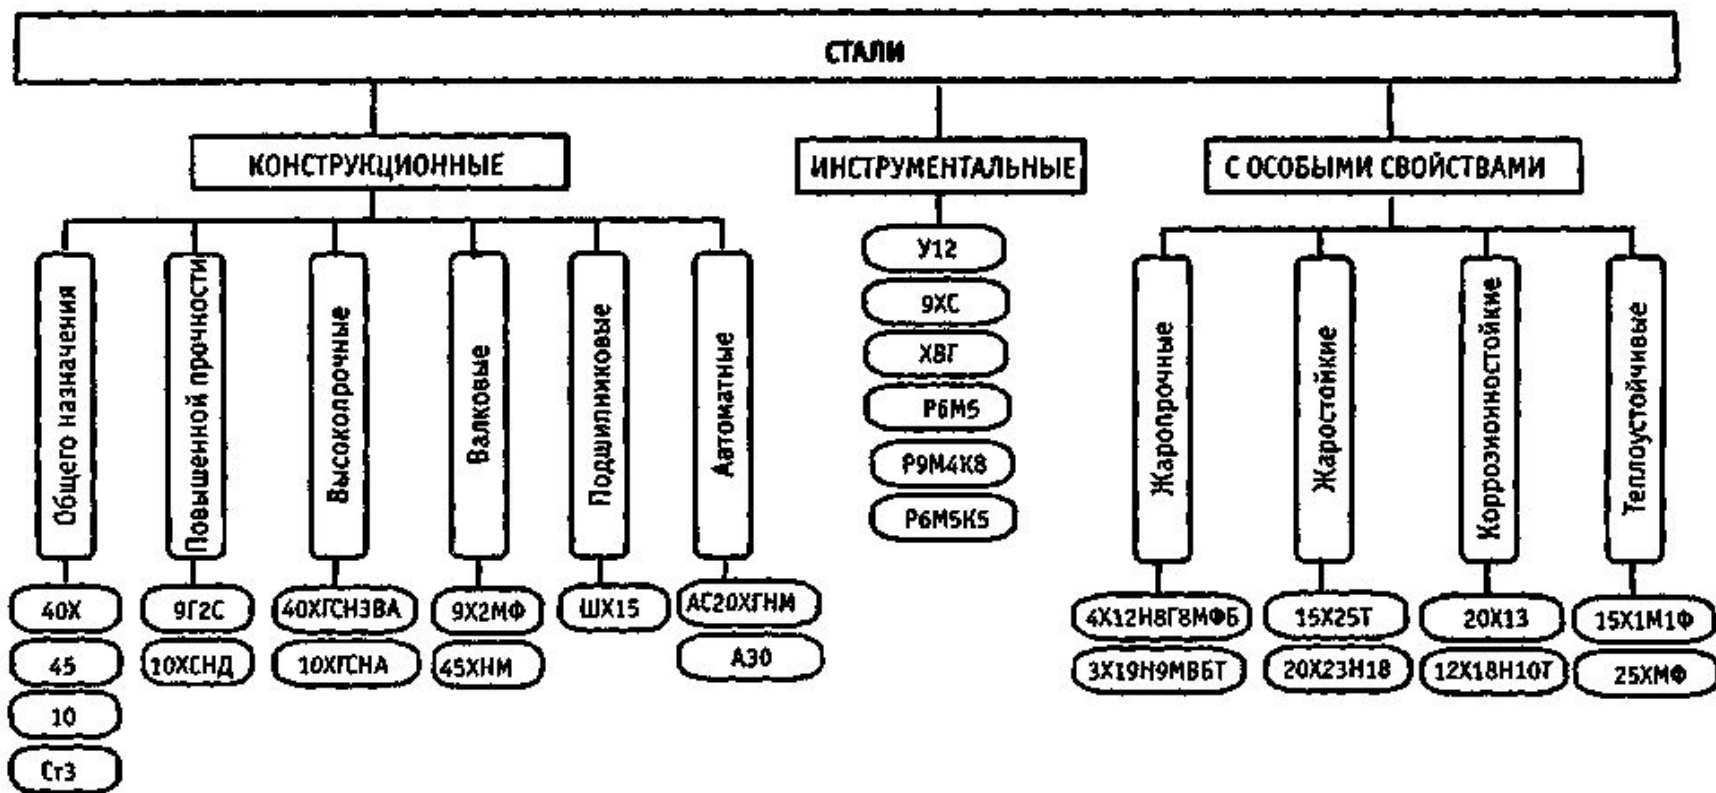 СТАЛИ
КОНСТРУКЦИОННЫЕ
ИНСТРУМЕНТАЛЬНЫЕ
С ОСОБЫМИ СВОЙСТВАМИ
Общего назначения
Повышенной прочности
Высокопрочные
Валковые
Подшилниковые
Автоматные
У12
9ХС
ХВГ
Р6М5
Р9М4К8
Р6М5К5
Жаропрочные
Жаростойкие
Коррозионностойкие
Теплоустойчивые
40Х
45
10
Ст3
9Г2С
10ХСНД
40ХГСН3ВА
10ХГСНА
9Х2МФ
45ХНМ
ШХ15
АС20ХГНМ
А30
4Х12Н8Г8МФБ
3Х19Н9МВБТ
15Х25Т
20Х23Н18
20Х13
12Х18Н10Т
15Х1М1Ф
25ХМФ